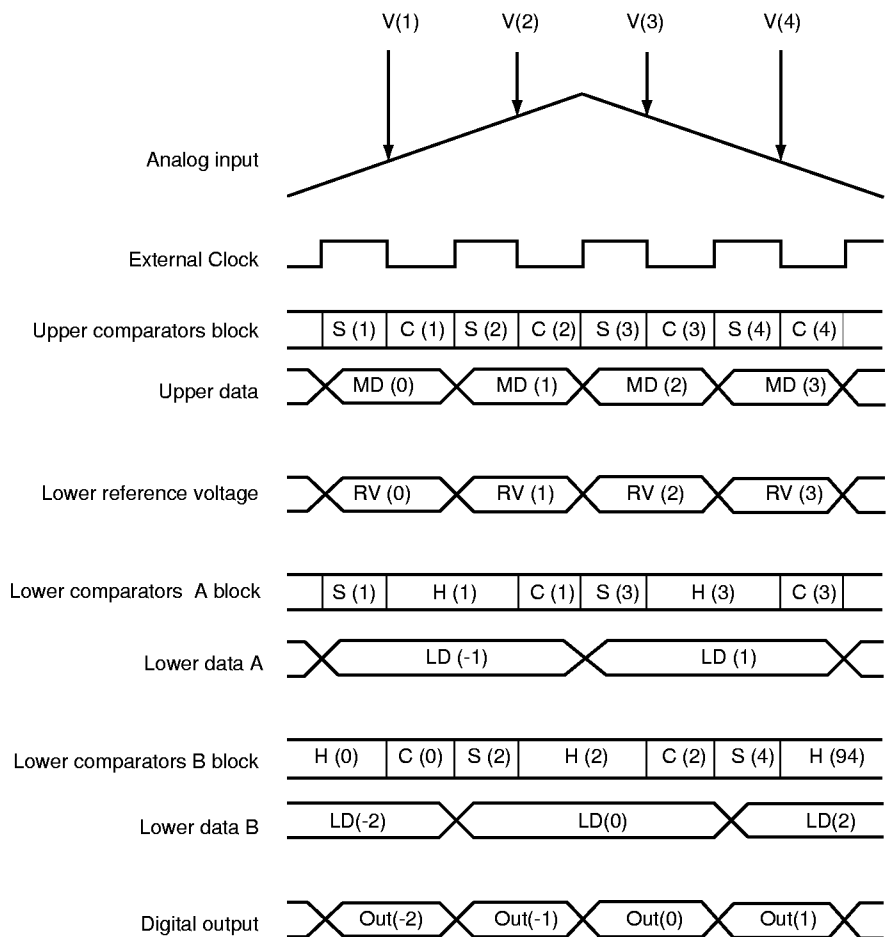 V(1) V(2) V(3) V(4)
Analog input
External Clock
Upper comparators block S (1) C (1) S (2) C (2) S (3) C (3) S (4) C (4)
Upper data MD (0) MD (1) MD (2) MD (3)
Lower reference voltage RV (0) RV (1) RV (2) RV (3)
Lower comparators A block S (1) H (1) C (1) S (3) H (3) C (3)
Lower data A LD (-1) LD (1)
Lower comparators B block H (0) C (0) S (2) H (2) C (2) S (4) H (94)
Lower data B LD(-2) LD(0) LD(2)
Digital output Out(-2) Out(-1) Out(0) Out(1)